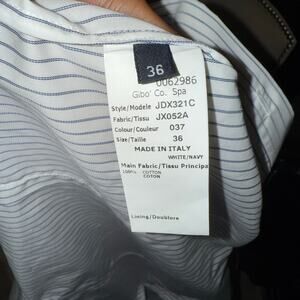 36
0062986
Gibo' Co. Spa
Style/Modele JDX321C
Fabric/Tissu JX052A
Colour/Couleur 037
Size/Taille 36
MADE IN ITALY
WHITE/NAVY
Main Fabric/Tissu Principa
100% COTTON
COTON
Lining/Doublure